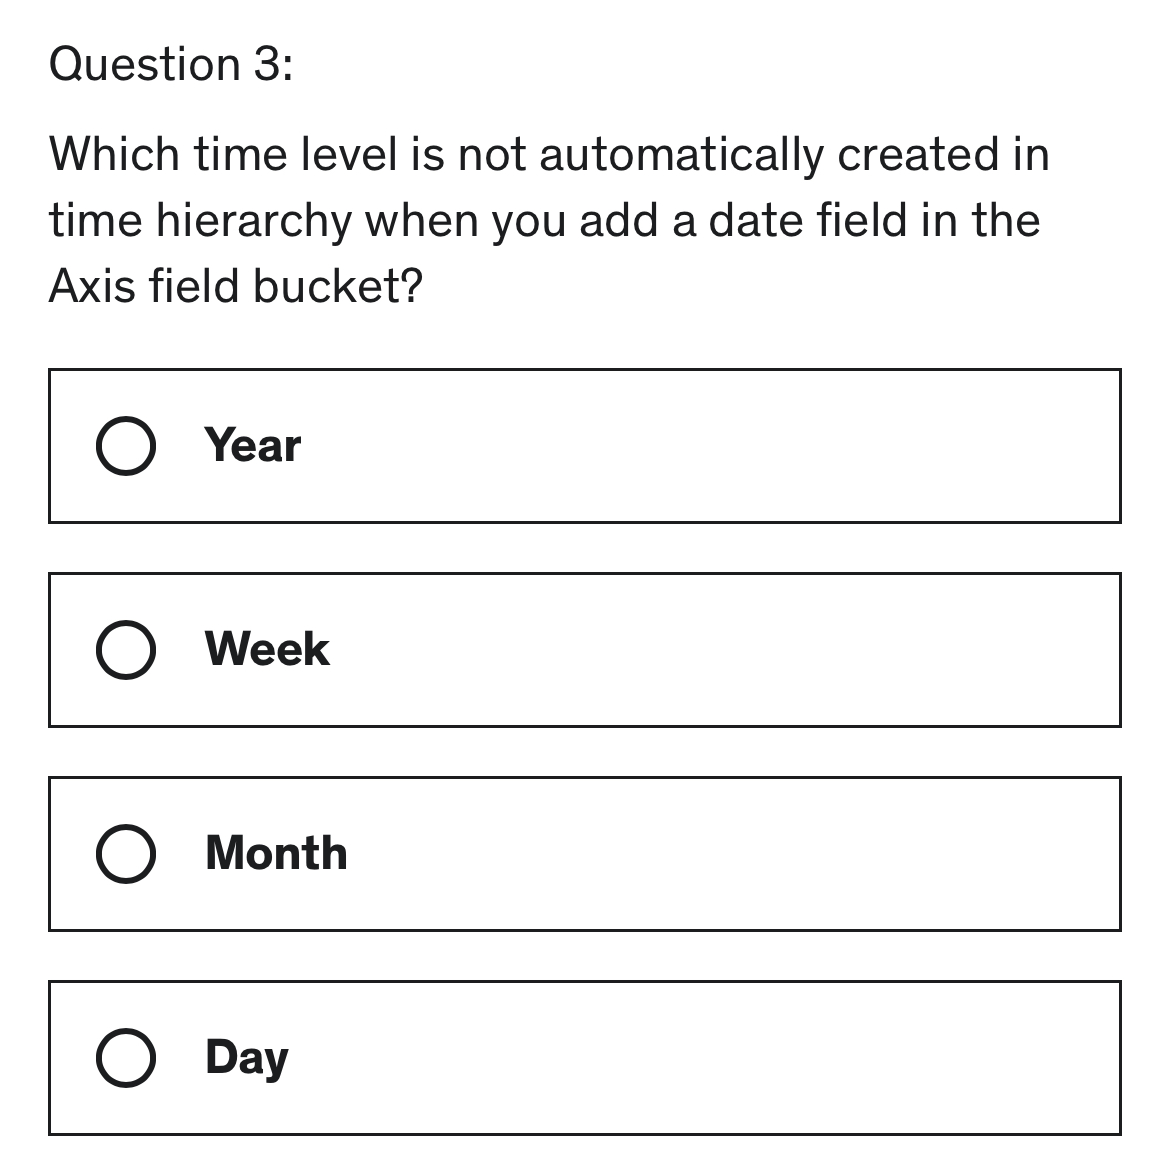 Question 3:
Which time level is not automatically created in
time hierarchy when you add a date field in the
Axis field bucket?
Year
Week
Month
Day